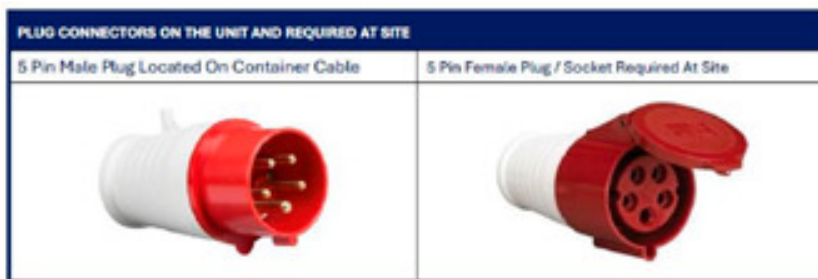 PLUG CONNECTORS ON THE UNIT AND REQUIRED AT SITE
5 Pin Male Plug Located On Container Cable
5 Pin Female Plug / Socket Required At Site